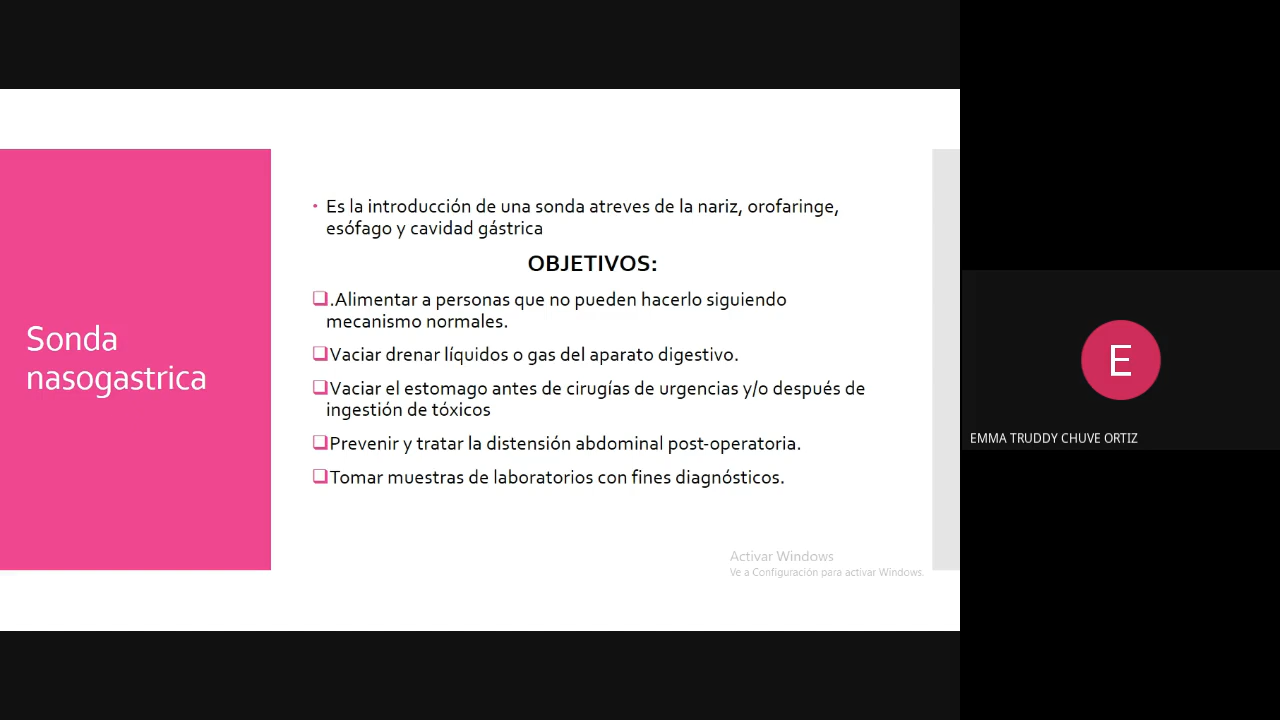 Sonda
nasogastrica
• Es la introducción de una sonda atreves de la nariz, orofaringe,
esófago y cavidad gástrica
OBJETIVOS:
❑.Alimentar a personas que no pueden hacerlo siguiendo
mecanismo normales.
❑Vaciar drenar líquidos o gas del aparato digestivo.
❑Vaciar el estomago antes de cirugías de urgencias y/o después de
ingestión de tóxicos
❑Prevenir y tratar la distensión abdominal post-operatoria.
❑Tomar muestras de laboratorios con fines diagnósticos.
Activar Windows
Ve a Configuración para activar Windows.
E
EMMA TRUDDY CHUVE ORTIZ